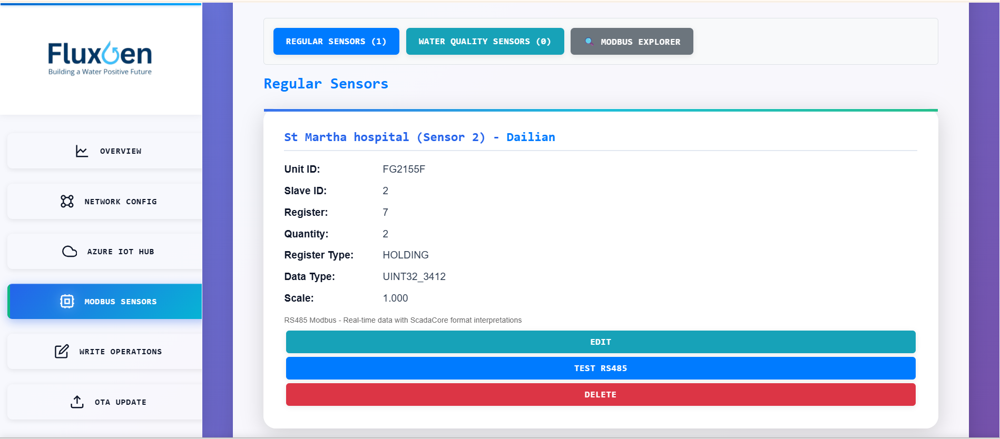 FluxGen
Building a Water Positive Future
OVERVIEW
NETWORK CONFIG
AZURE IOT HUB
MODBUS SENSORS
WRITE OPERATIONS
OTA UPDATE
REGULAR SENSORS (1)
WATER QUALITY SENSORS (0)
MODBUS EXPLORER
Regular Sensors
St Martha hospital (Sensor 2) - Dailian
Unit ID: FG2155F
Slave ID: 2
Register: 7
Quantity: 2
Register Type: HOLDING
Data Type: UINT32_3412
Scale: 1.000
RS485 Modbus - Real-time data with ScadaCore format interpretations
EDIT
TEST RS485
DELETE